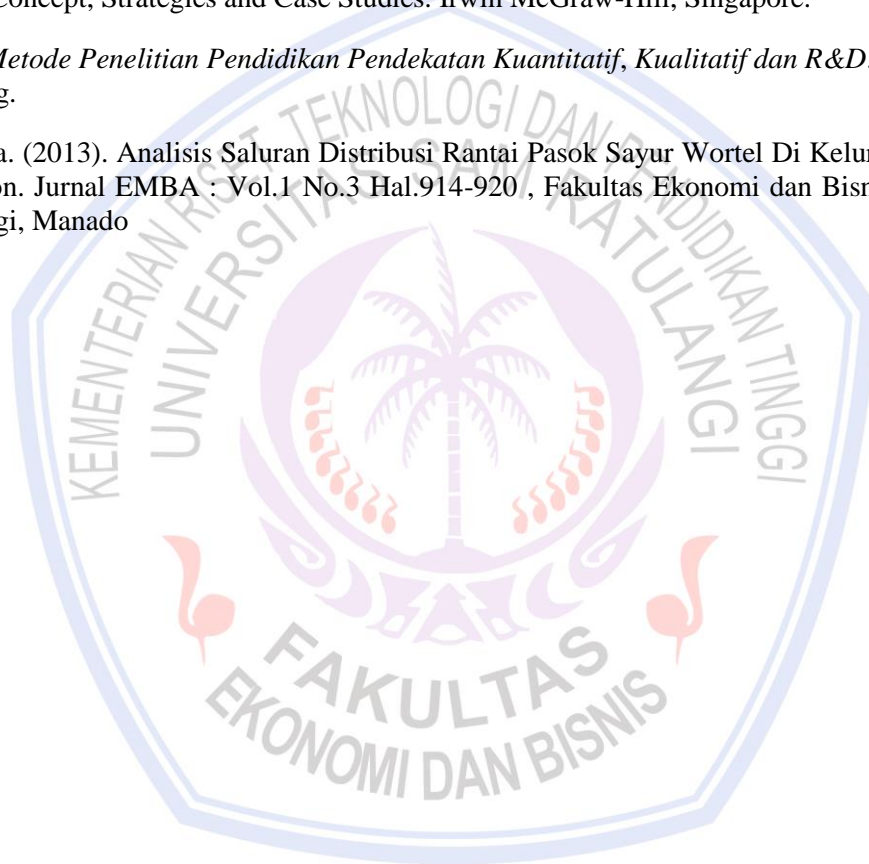 Concept, Strategies and Case Studies. Irwin McGraw-Hill, Singapore.
Metode Penelitian Pendidikan Pendekatan Kuantitatif, Kualitatif dan R&D.
g.
a. (2013). Analisis Saluran Distribusi Rantai Pasok Sayur Wortel Di Kelur
on. Jurnal EMBA : Vol.1 No.3 Hal.914-920 , Fakultas Ekonomi dan Bisn
gi, Manado
KEMENTERIAN RISET TEKNOLOGI DAN PENDIDIKAN TINGGI
UNIVERSITAS SAM RATULANGI
FAKULTAS
EKONOMI DAN BISNIS